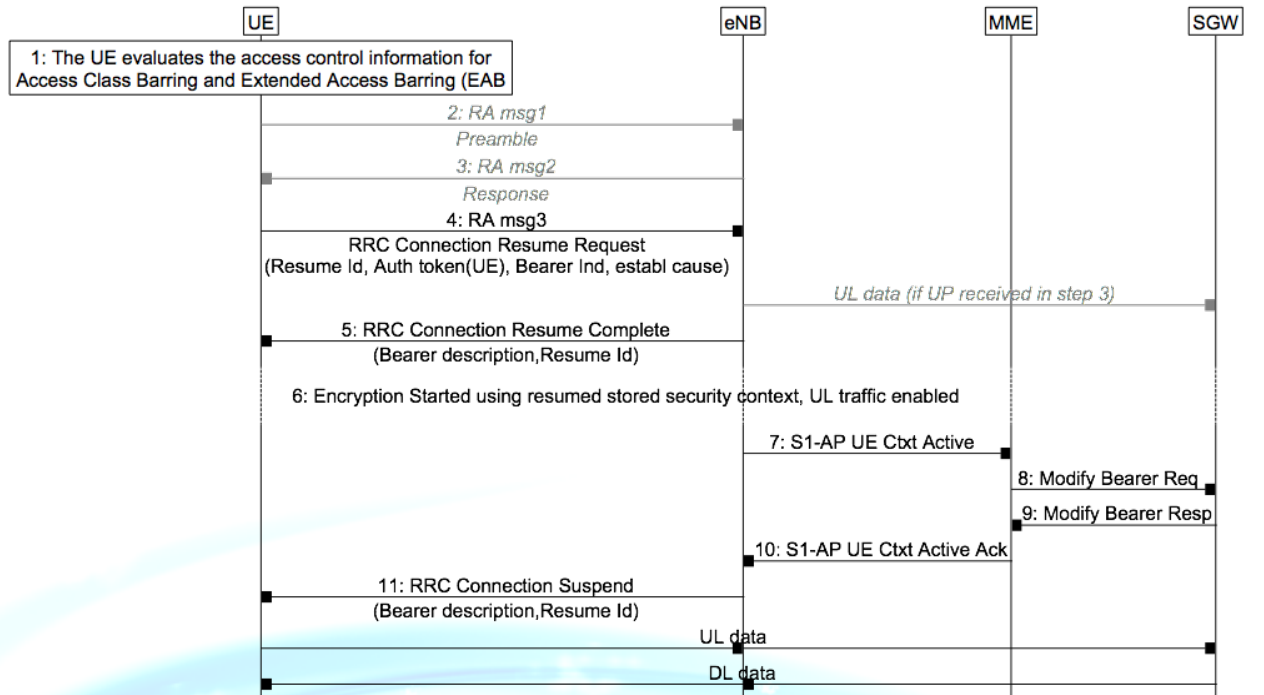 UE
eNB
MME
SGW
1: The UE evaluates the access control information for
Access Class Barring and Extended Access Barring (EAB
2: RA msg1
Preamble
3: RA msg2
Response
4: RA msg3
RRC Connection Resume Request
(Resume Id, Auth token(UE), Bearer Ind, establ cause)
UL data (if UP received in step 3)
5: RRC Connection Resume Complete
(Bearer description,Resume Id)
6: Encryption Started using resumed stored security context, UL traffic enabled
7: S1-AP UE Ctxt Active
8: Modify Bearer Req
9: Modify Bearer Resp
10: S1-AP UE Ctxt Active Ack
11: RRC Connection Suspend
(Bearer description,Resume Id)
UL data
DL data